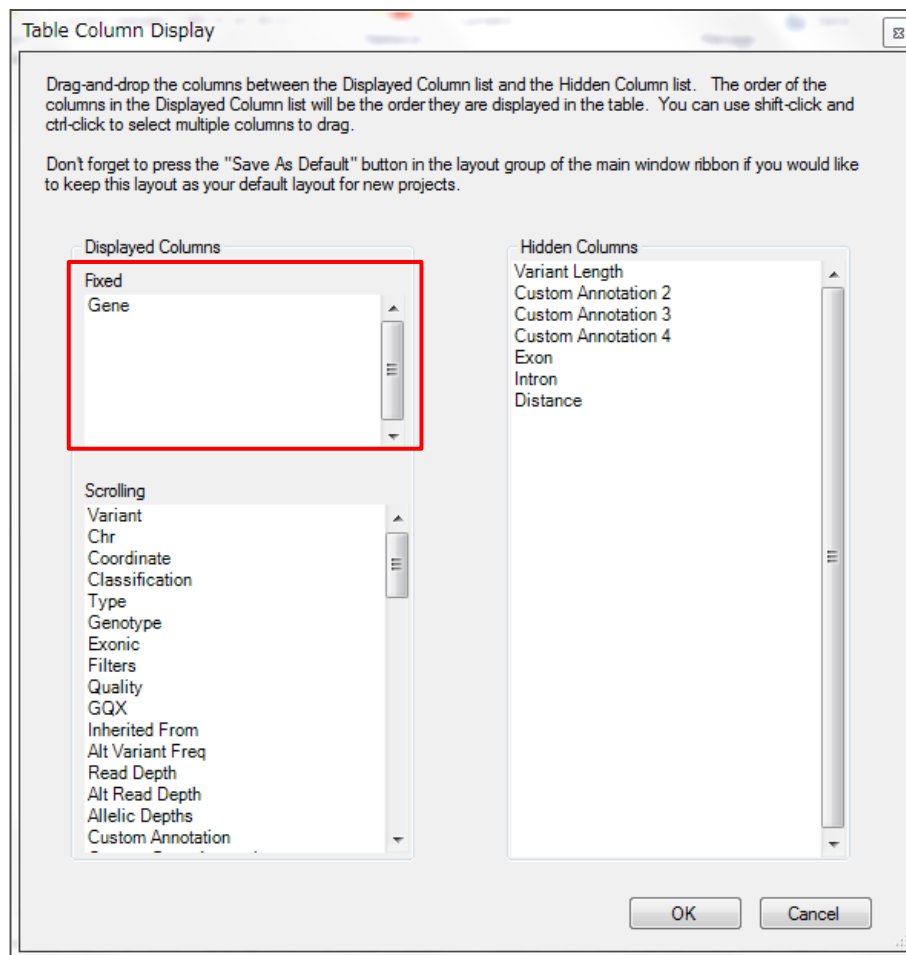 Table Column Display
Drag-and-drop the columns between the Displayed Column list and the Hidden Column list.  The order of the
columns in the Displayed Column list will be the order they are displayed in the table.  You can use shift-click and
ctrl-click to select multiple columns to drag.
Don't forget to press the "Save As Default" button in the layout group of the main window ribbon if you would like
to keep this layout as your default layout for new projects.
Displayed Columns
Fixed
Gene
Scrolling
Variant
Chr
Coordinate
Classification
Type
Genotype
Exonic
Filters
Quality
GQX
Inherited From
Alt Variant Freq
Read Depth
Alt Read Depth
Allelic Depths
Custom Annotation
Hidden Columns
Variant Length
Custom Annotation 2
Custom Annotation 3
Custom Annotation 4
Exon
Intron
Distance
OK
Cancel